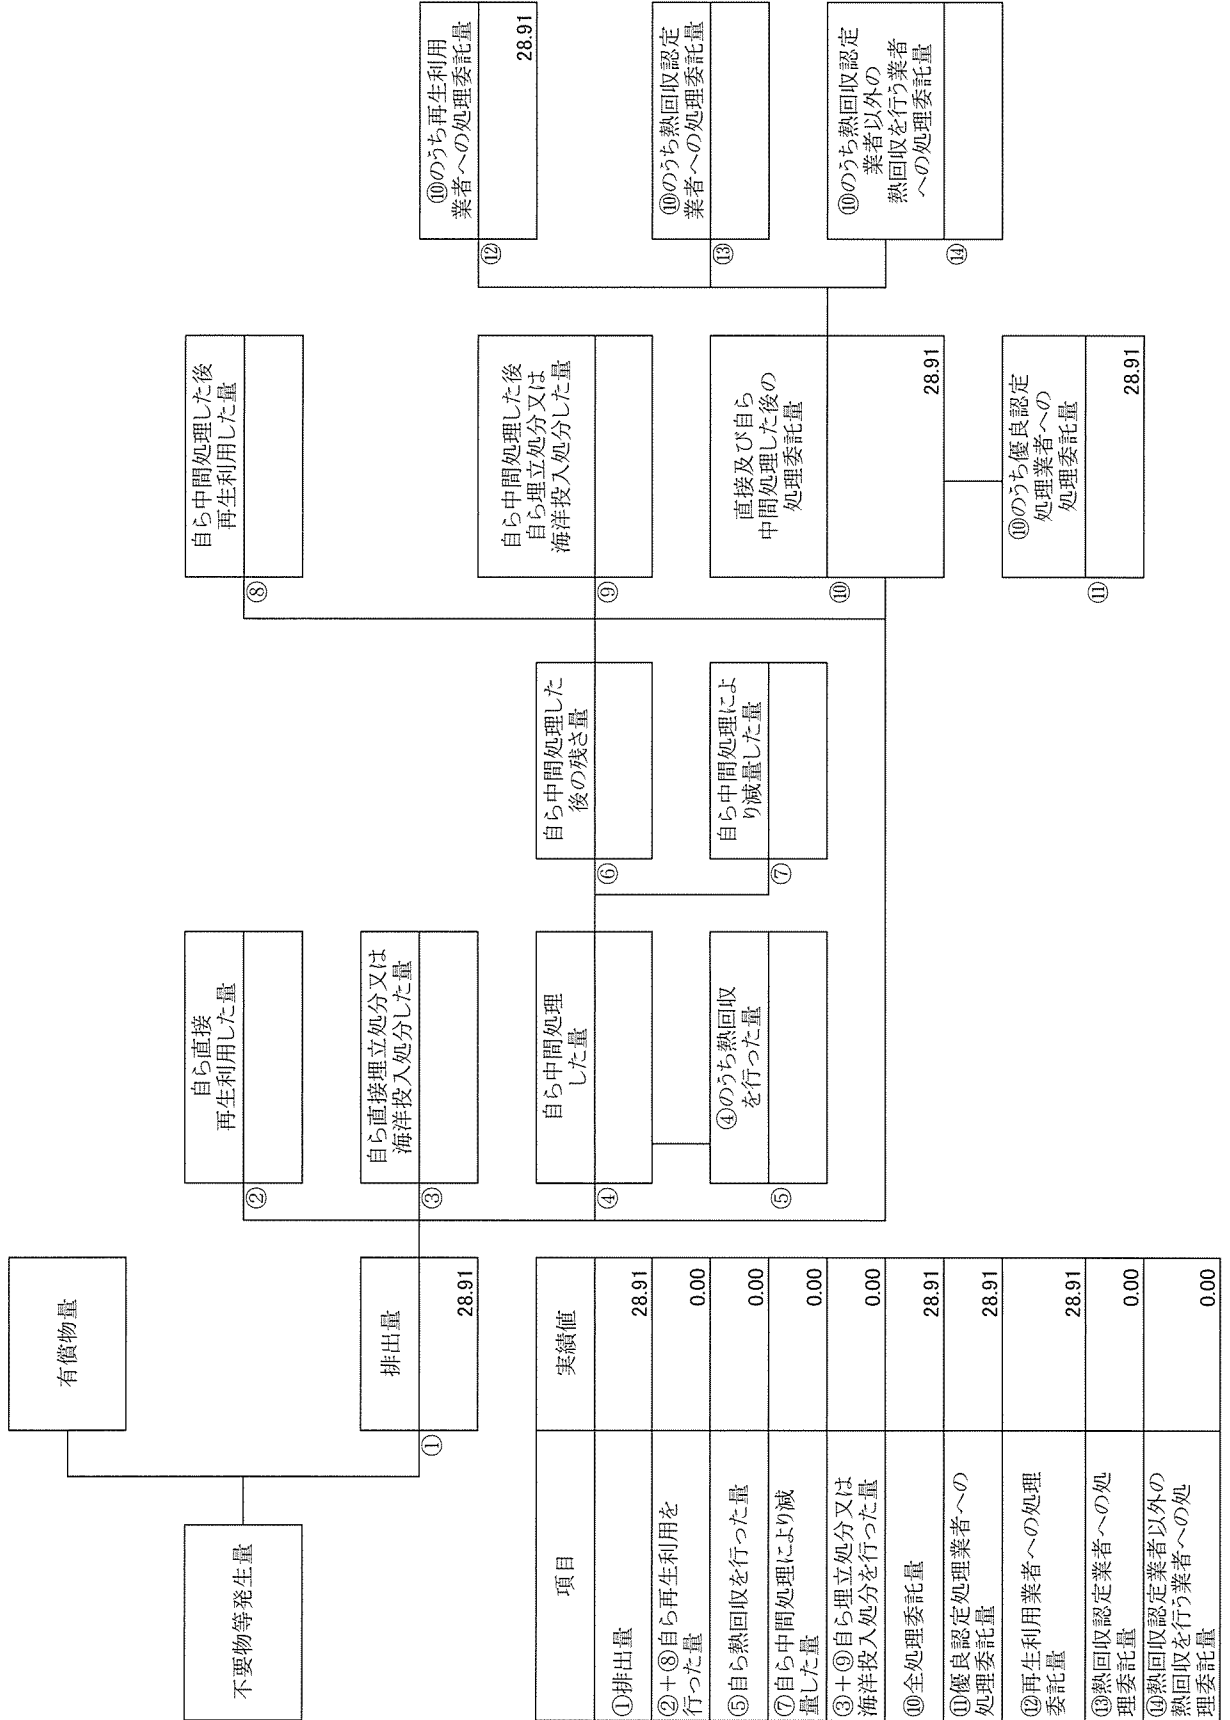 不要物等発生量
有償物量
①
排出量
28.91
②
自ら直接
再生利用した量
③
自ら直接埋立処分又は
海洋投入処分した量
④
自ら中間処理
した量
⑤
④のうち熱回収
を行った量
⑥
自ら中間処理した
後の残さ量
⑦
自ら中間処理によ
り減量した量
⑧
自ら中間処理した後
再生利用した量
⑨
自ら中間処理した後
自ら埋立処分又は
海洋投入処分した量
⑩
直接及び自ら
中間処理した後の
処理委託量
28.91
⑪
⑩のうち優良認定
処理業者への
処理委託量
28.91
⑫
⑩のうち再生利用
業者への処理委託量
28.91
⑬
⑩のうち熱回収認定
業者への処理委託量
⑭
⑩のうち熱回収認定
業者以外の
熱回収を行う業者
への処理委託量
項目 実績値
①排出量 28.91
②+⑧自ら再生利用を
行った量 0.00
⑤自ら熱回収を行った量 0.00
⑦自ら中間処理により減
量した量 0.00
③+⑨自ら埋立処分又は
海洋投入処分を行った量 0.00
⑩全処理委託量 28.91
⑪優良認定処理業者への
処理委託量 28.91
⑫再生利用業者への処理
委託量 28.91
⑬熱回収認定業者への処
理委託量 0.00
⑭熱回収認定業者以外の
熱回収を行う業者への処
理委託量 0.00